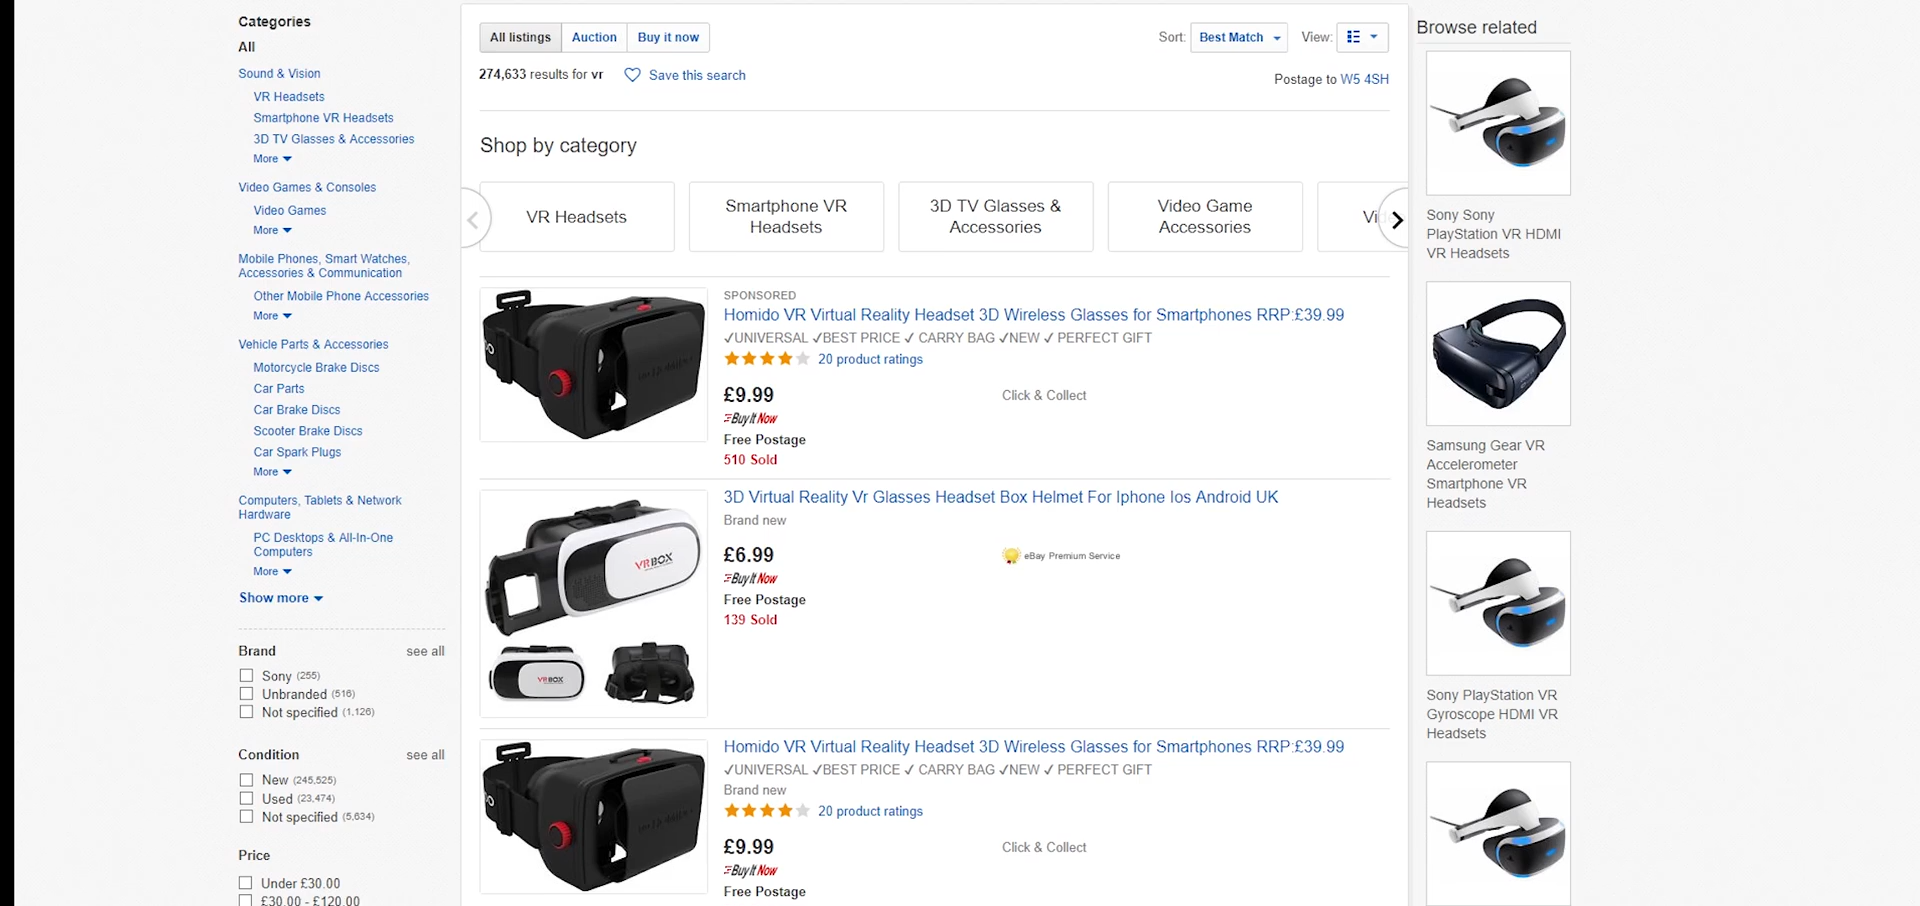 Categories
All
Sound & Vision
VR Headsets
Smartphone VR Headsets
3D TV Glasses & Accessories
More
Video Games & Consoles
Video Games
More
Mobile Phones, Smart Watches,
Accessories & Communication
Other Mobile Phone Accessories
More
Vehicle Parts & Accessories
Motorcycle Brake Discs
Car Parts
Car Brake Discs
Scooter Brake Discs
Car Spark Plugs
More
Computers, Tablets & Network
Hardware
PC Desktops & All-In-One
Computers
More
Show more
Brand see all
Sony (255)
Unbranded (516)
Not specified (1,126)
Condition see all
New (245,525)
Used (23,474)
Not specified (5,634)
Price
Under £30.00
£30.00 - £120.00
All listings Auction Buy it now
Sort: Best Match View:
274,633 results for vr Save this search
Postage to W5 4SH
Shop by category
VR Headsets
Smartphone VR
Headsets
3D TV Glasses &
Accessories
Video Game
Accessories
SPONSORED
Homido VR Virtual Reality Headset 3D Wireless Glasses for Smartphones RRP:£39.99
✓UNIVERSAL ✓BEST PRICE ✓ CARRY BAG ✓NEW ✓ PERFECT GIFT
20 product ratings
£9.99 Click & Collect
Buy It Now
Free Postage
510 Sold
VR BOX
VR BOX
3D Virtual Reality Vr Glasses Headset Box Helmet For Iphone Ios Android UK
Brand new
£6.99 eBay Premium Service
Buy It Now
Free Postage
139 Sold
Homido VR Virtual Reality Headset 3D Wireless Glasses for Smartphones RRP:£39.99
✓UNIVERSAL ✓BEST PRICE ✓ CARRY BAG ✓NEW ✓ PERFECT GIFT
Brand new
20 product ratings
£9.99 Click & Collect
Buy It Now
Free Postage
Browse related
Sony Sony
PlayStation VR HDMI
VR Headsets
Samsung Gear VR
Accelerometer
Smartphone VR
Headsets
Sony PlayStation VR
Gyroscope HDMI VR
Headsets